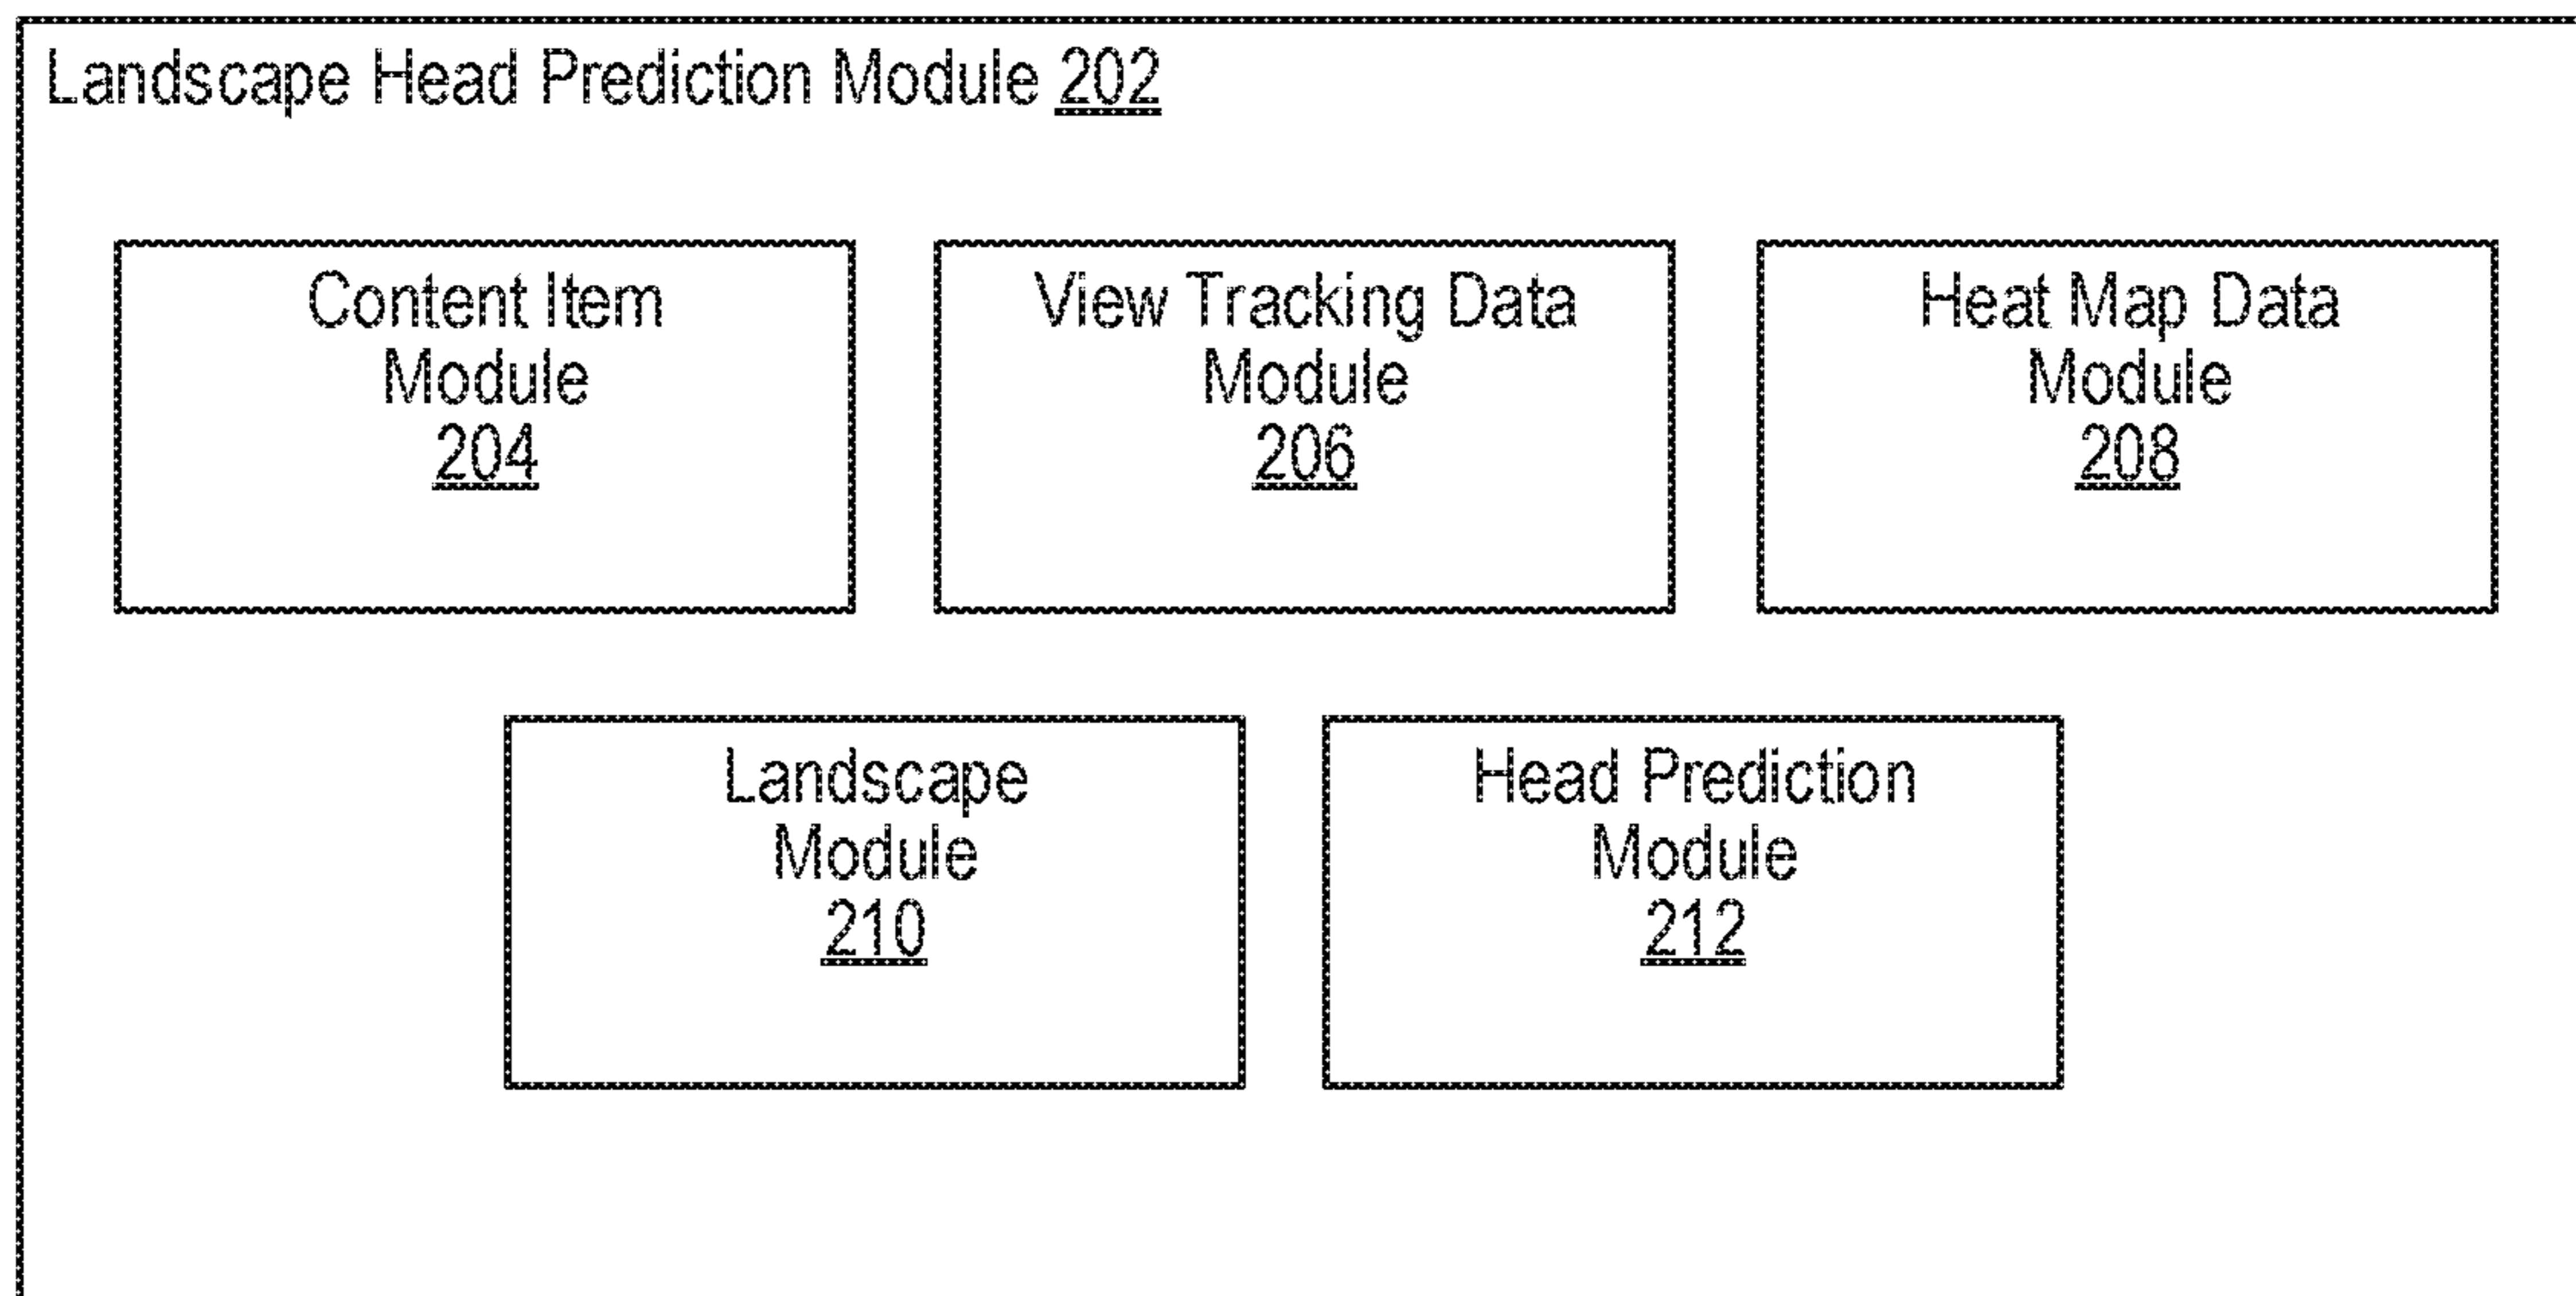 Landscape Head Prediction Module 202
Content Item
Module
204
View Tracking Data
Module
206
Heat Map Data
Module
208
Landscape
Module
210
Head Prediction
Module
212